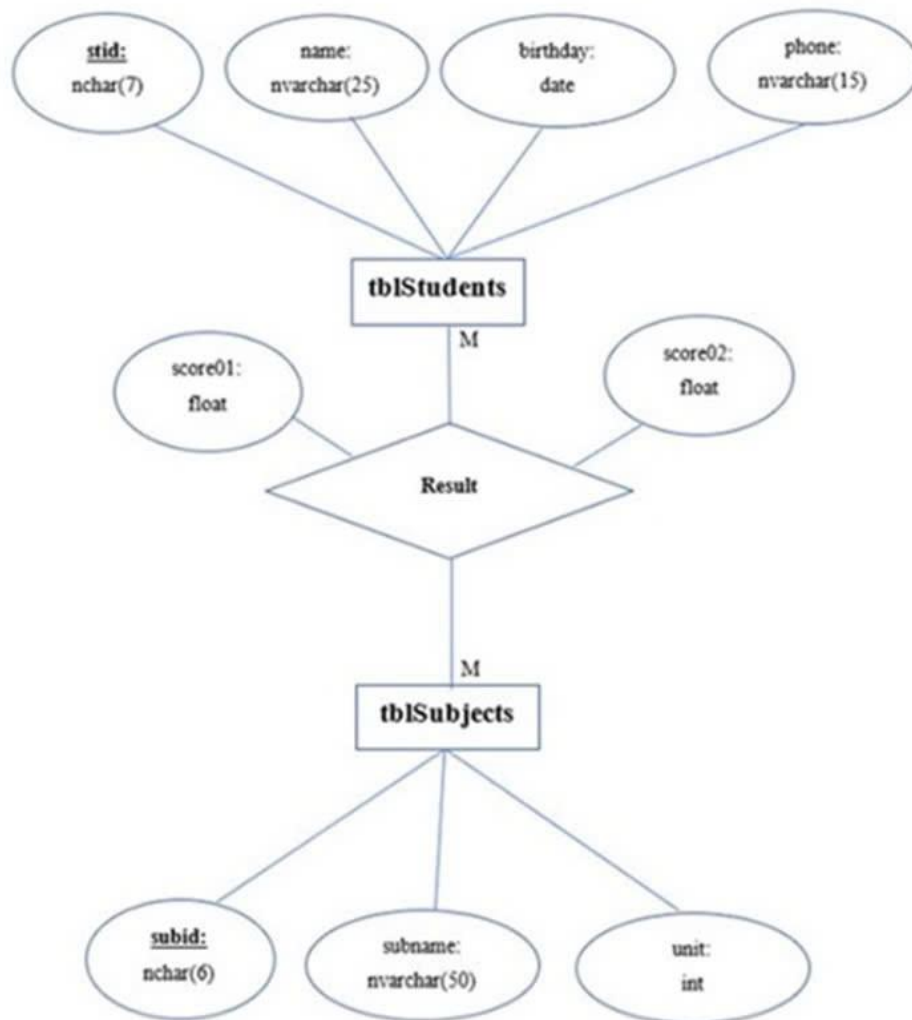 stid:
nchar(7)
name:
nvarchar(25)
birthday:
date
phone:
nvarchar(15)
tblStudents
M
score01:
float
score02:
float
Result
M
tblSubjects
subid:
nchar(6)
subname:
nvarchar(50)
unit:
int